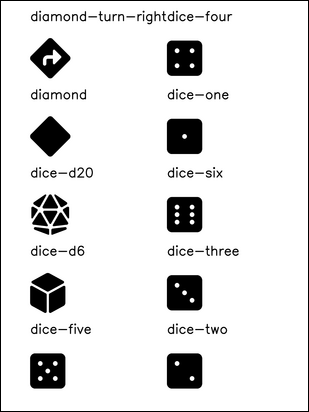 diamond-turn-rightdice-four
diamond
dice-one
dice-d20
dice-six
dice-d6
dice-three
dice-five
dice-two